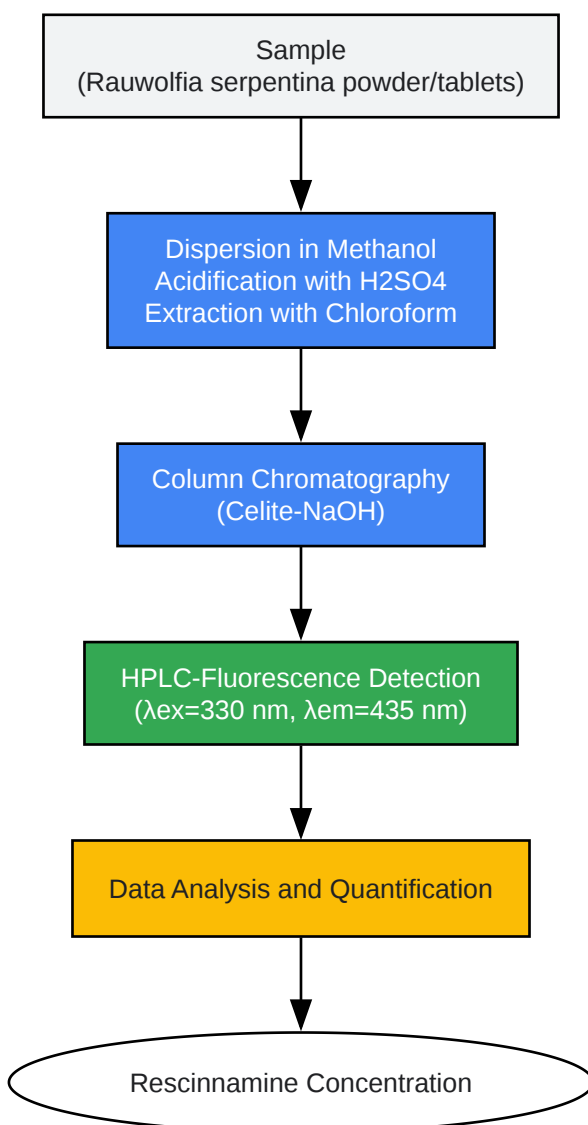 Sample
(Rauwolfia serpentina powder/tablets)
Dispersion in Methanol
Acidification with H2SO4
Extraction with Chloroform
Column Chromatography
(Celite-NaOH)
HPLC-Fluorescence Detection
(λex=330 nm, λem=435 nm)
Data Analysis and Quantification
Rescinnamine Concentration